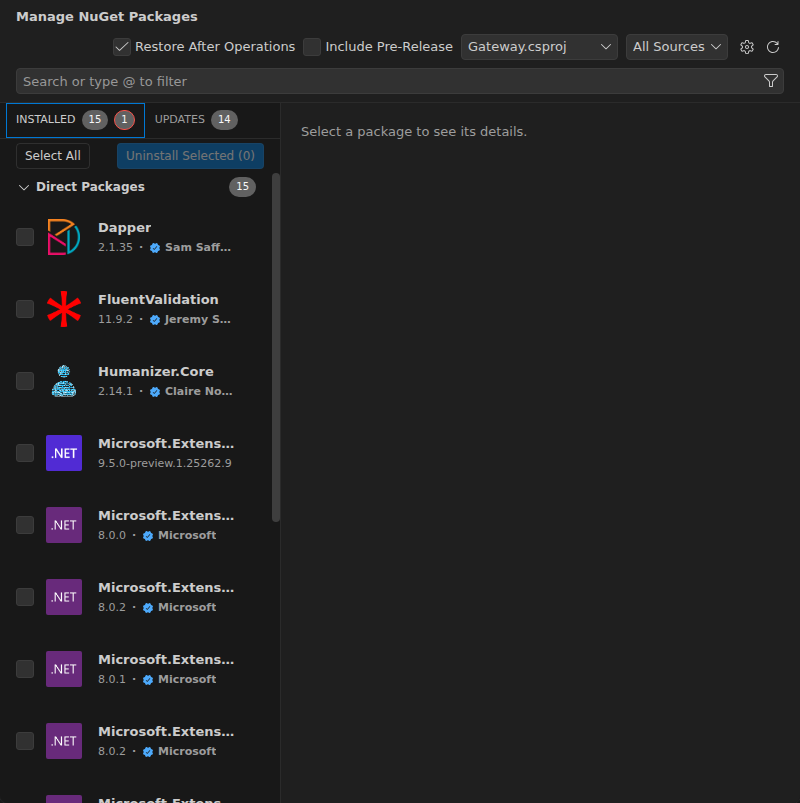 Manage NuGet Packages
Restore After Operations Include Pre-Release Gateway.csproj All Sources
Search or type @ to filter
INSTALLED 15 1 UPDATES 14
Select a package to see its details.
Select All Uninstall Selected (0)
Direct Packages 15
Dapper
2.1.35 · Sam Saff...
FluentValidation
11.9.2 · Jeremy S...
Humanizer.Core
2.14.1 · Claire No...
.NET Microsoft.Extens...
9.5.0-preview.1.25262.9
.NET Microsoft.Extens...
8.0.0 · Microsoft
.NET Microsoft.Extens...
8.0.2 · Microsoft
.NET Microsoft.Extens...
8.0.1 · Microsoft
.NET Microsoft.Extens...
8.0.2 · Microsoft
Microsoft.Extens...